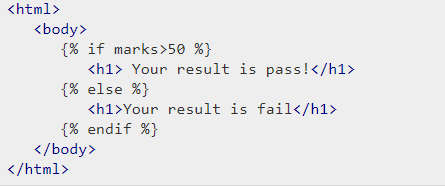 <html>
<body>
{% if marks>50 %}
<h1> Your result is pass!</h1>
{% else %}
<h1>Your result is fail</h1>
{% endif %}
</body>
</html>